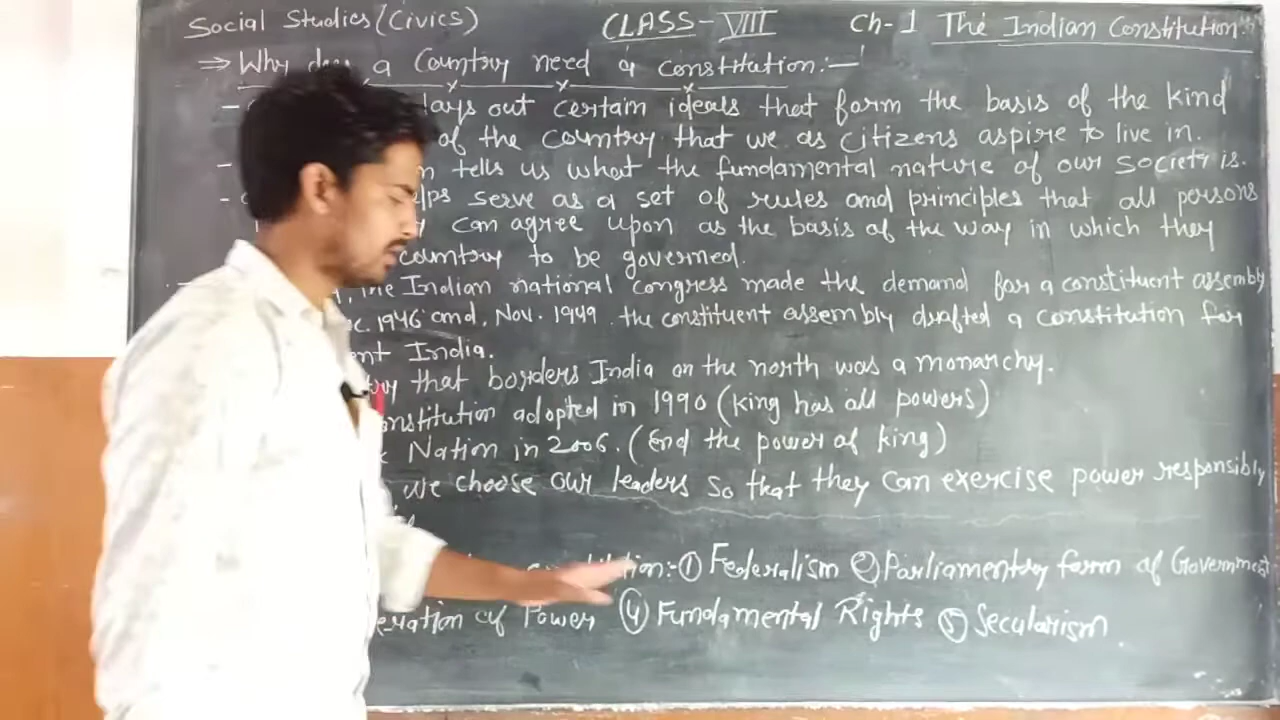 Social Studies (Civics) CLASS-VIII Ch-1 The Indian Constitution:-
⇒ Why does a Country need a constitution:-
- lays out certain ideals that form the basis of the kind
of the country that we as citizens aspire to live in.
- tells us what the fundamental nature of our society is.
- serve as a set of rules and principles that all persons
can agree upon as the basis of the way in which they
country to be governed.
the Indian national congress made the demand for a constituent assembly
1946 and, Nov. 1949 the constituent assembly drafted a constitution for
India.
that borders India on the north was a monarchy.
adopted in 1990 (King has all powers)
Nation in 2006. (End the power of king)
we choose our leaders so that they can exercise power responsibly
① Federalism ② Parliamentry form of Government
of Power ④ Fundamental Rights ⑤ Secularism